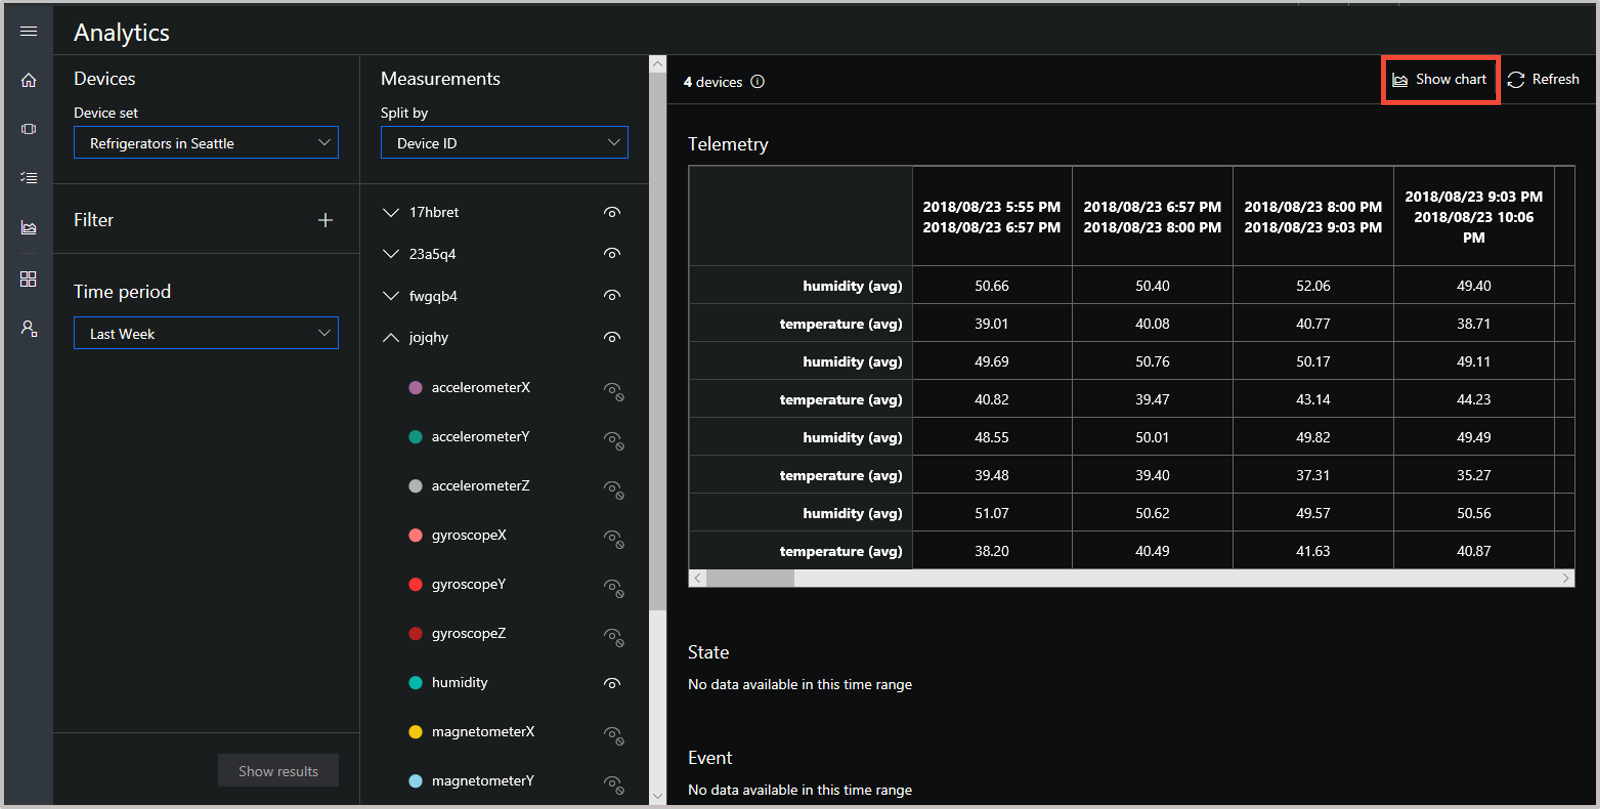 Analytics
Devices
Device set
Refrigerators in Seattle
Filter
Time period
Last Week
Show results
Measurements
Split by
Device ID
17hbret
23a5q4
fwgqb4
jojqhy
accelerometerX
accelerometerY
accelerometerZ
gyroscopeX
gyroscopeY
gyroscopeZ
humidity
magnetometerX
magnetometerY
4 devices
Show chart
Refresh
Telemetry
2018/08/23 5:55 PM 2018/08/23 6:57 PM 2018/08/23 8:00 PM 2018/08/23 9:03 PM
2018/08/23 6:57 PM 2018/08/23 8:00 PM 2018/08/23 9:03 PM 2018/08/23 10:06
PM
humidity (avg) 50.66 50.40 52.06 49.40
temperature (avg) 39.01 40.08 40.77 38.71
humidity (avg) 49.69 50.76 50.17 49.11
temperature (avg) 40.82 39.47 43.14 44.23
humidity (avg) 48.55 50.01 49.82 49.49
temperature (avg) 39.48 39.40 37.31 35.27
humidity (avg) 51.07 50.62 49.57 50.56
temperature (avg) 38.20 40.49 41.63 40.87
State
No data available in this time range
Event
No data available in this time range